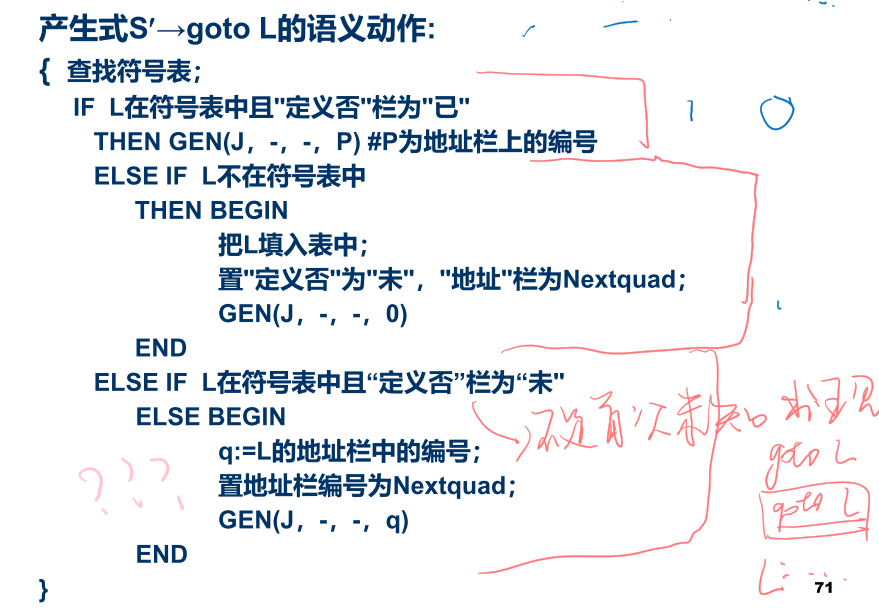 产生式S′→goto L的语义动作:
{ 查找符号表；
IF L在符号表中且"定义否"栏为"已"
THEN GEN(J，-，-，P) #P为地址栏上的编号
ELSE IF L不在符号表中
THEN BEGIN
把L填入表中；
置"定义否"为"未"，"地址"栏为Nextquad；
GEN(J，-，-，0)
END
ELSE IF L在符号表中且“定义否”栏为“未"
ELSE BEGIN
q:=L的地址栏中的编号；
置地址栏编号为Nextquad；
GEN(J，-，-，q)
END
}
1 0
不是首次
goto L
goto L
L:
???
71